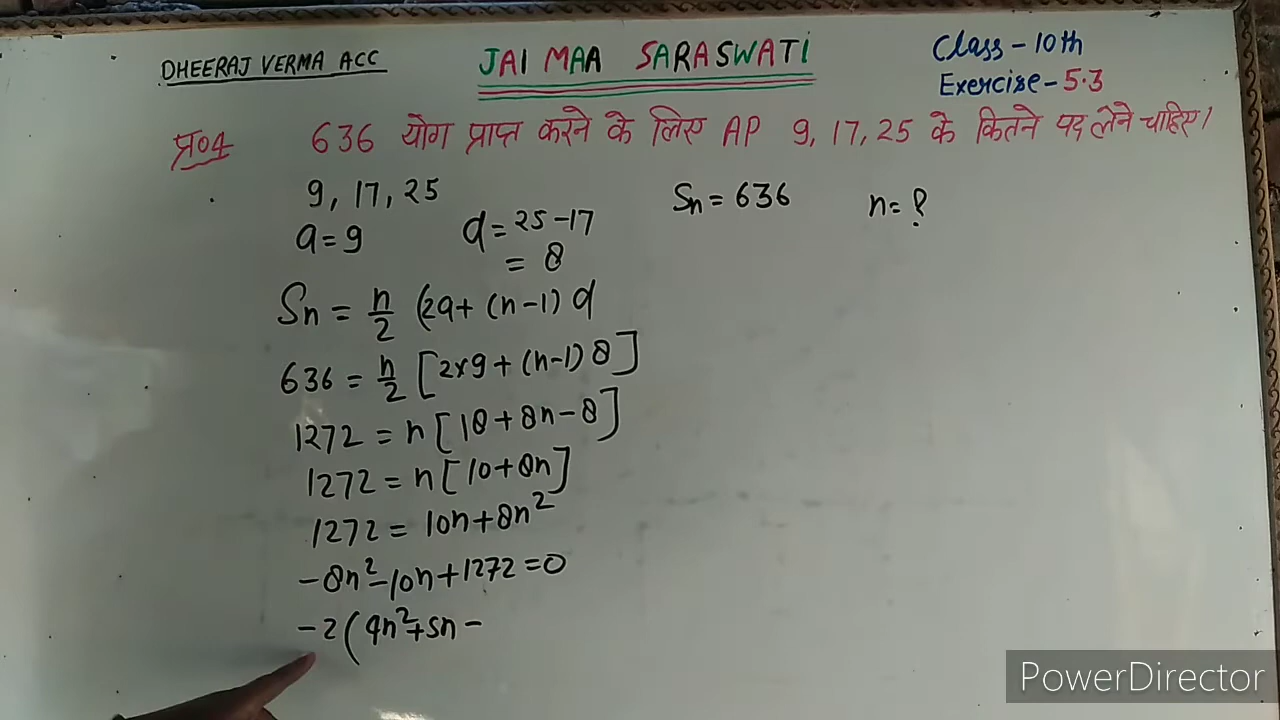 DHEERAJ VERMA ACC
JAI MAA SARASWATI
Class - 10th
Exercise - 5.3
प्र०4 636 योग प्राप्त करने के लिए AP 9, 17, 25 के कितने पद लेने चाहिए।
9, 17, 25 Sn = 636 n = ?
a = 9 d = 25 - 17
= 8
Sn = n/2 (2a + (n-1) d
636 = n/2 [2×9 + (n-1) 8]
1272 = n [18 + 8n - 8]
1272 = n [10 + 8n]
1272 = 10n + 8n²
-8n² - 10n + 1272 = 0
-2 (4n² + 5n -
PowerDirector